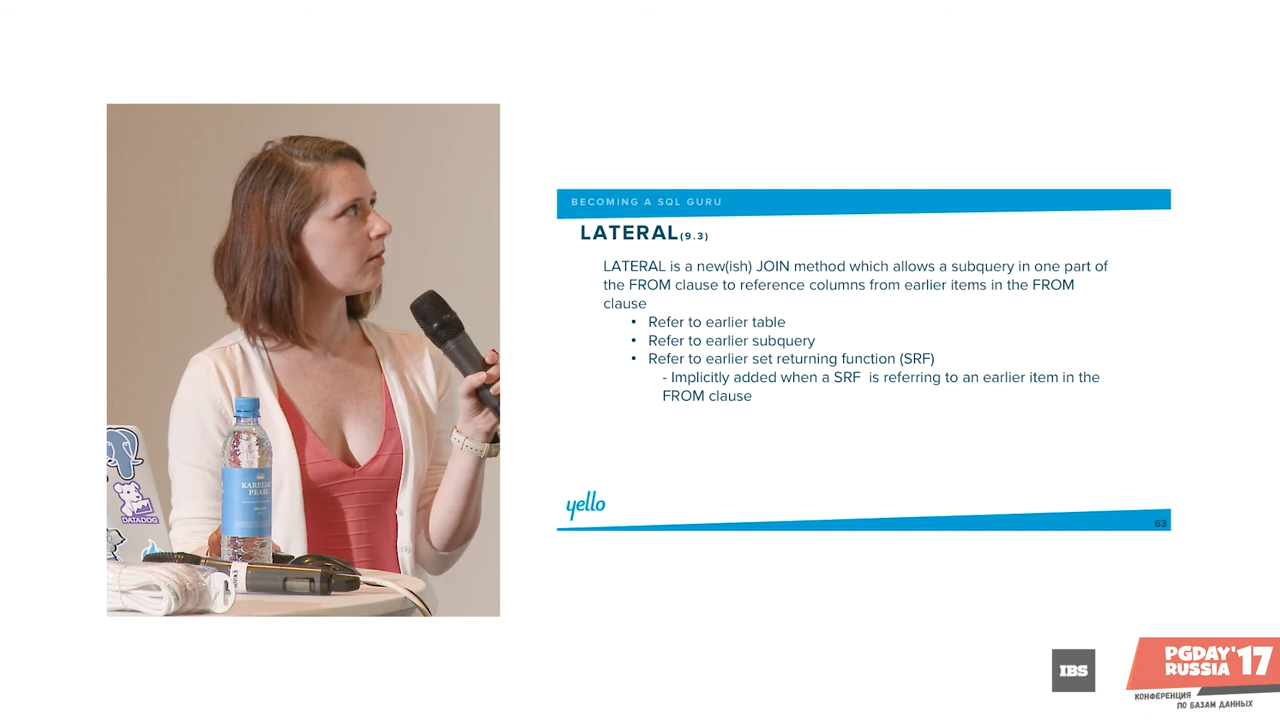 BECOMING A SQL GURU
LATERAL(9.3)
LATERAL is a new(ish) JOIN method which allows a subquery in one part of
the FROM clause to reference columns from earlier items in the FROM
clause
• Refer to earlier table
• Refer to earlier subquery
• Refer to earlier set returning function (SRF)
- Implicitly added when a SRF is referring to an earlier item in the
FROM clause
yello
63
KARELIA
PEARL
DATADOG
IBS
PGDAY'17
RUSSIA
КОНФЕРЕНЦИЯ
ПО БАЗАМ ДАННЫХ